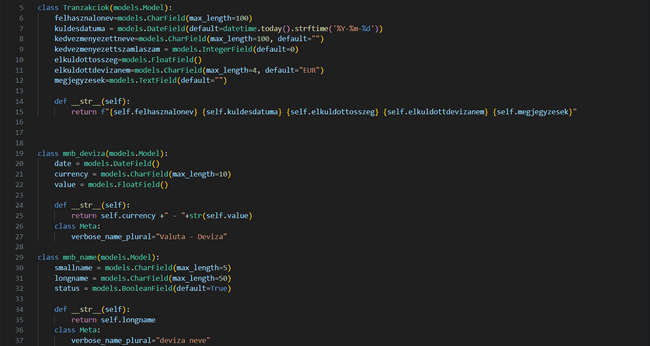 5 class Tranzakciok(models.Model):
6 felhasznalonev=models.CharField(max_length=100)
7 kuldesdatuma = models.DateField(default=datetime.today().strftime('%Y-%m-%d'))
8 kedvezmenyezettneve=models.CharField(max_length=100, default="")
9 kedvezmenyezettszamlaszam = models.IntegerField(default=0)
10 elkuldottosszeg=models.FloatField()
11 elkuldottdevizanem=models.CharField(max_length=4, default="EUR")
12 megjegyzesek=models.TextField(default="")
13
14 def __str__(self):
15 return f"{self.felhasznalonev} {self.kuldesdatuma} {self.elkuldottosszeg} {self.elkuldottdevizanem} {self.megjegyzesek}"
16
17
18
19 class mnb_deviza(models.Model):
20 date = models.DateField()
21 currency = models.CharField(max_length=10)
22 value = models.FloatField()
23
24 def __str__(self):
25 return self.currency +" - "+str(self.value)
26 class Meta:
27 verbose_name_plural="Valuta - Deviza"
28
29 class mnb_name(models.Model):
30 smallname = models.CharField(max_length=5)
31 longname = models.CharField(max_length=50)
32 status = models.BooleanField(default=True)
33
34 def __str__(self):
35 return self.longname
36 class Meta:
37 verbose_name_plural="deviza neve"